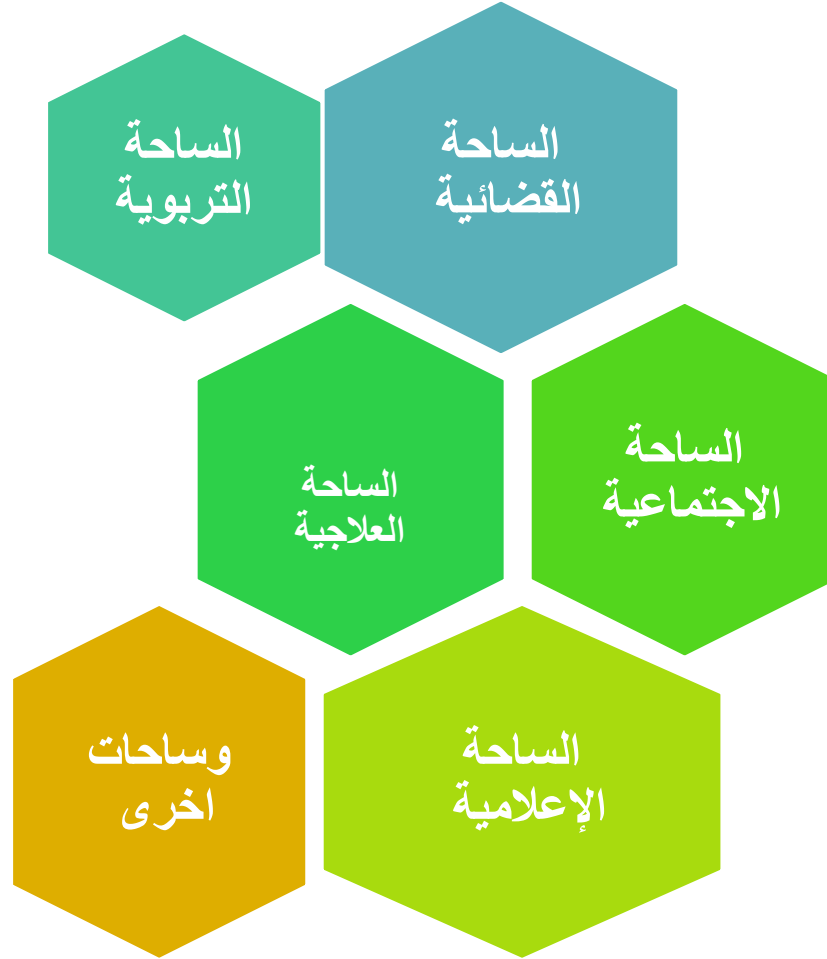 الساحة
القضائية
الساحة
التربوية
الساحة
الاجتماعية
الساحة
العلاجية
الساحة
الإعلامية
وساحات
اخرى